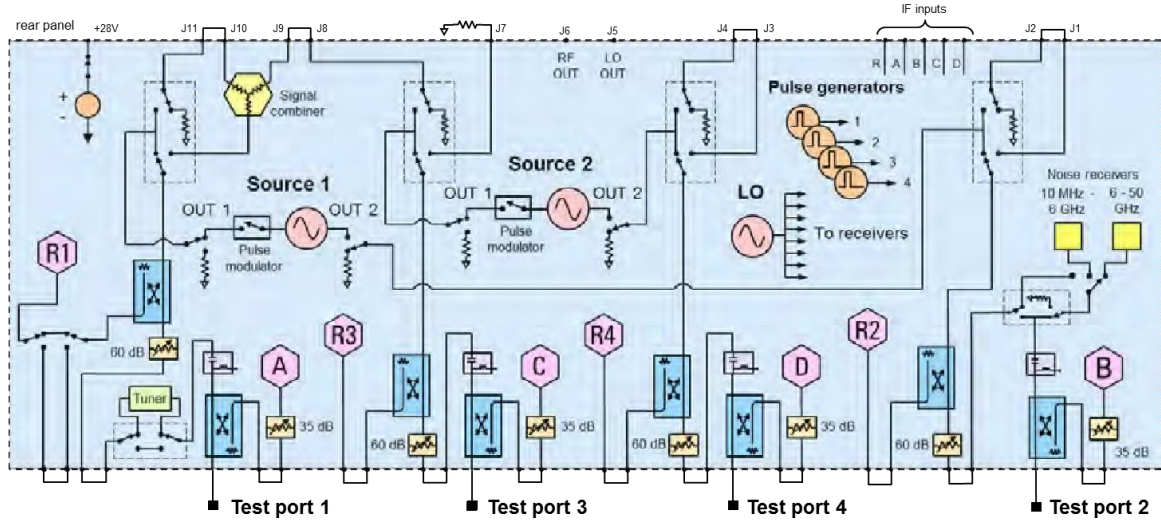 IF inputs
rear panel
+28V
J11
J10
J9
J8
J7
J6
J5
J4
J3
J2
J1
RF
OUT
LO
OUT
R
A
B
C
D
Signal
combiner
Pulse generators
1
2
3
4
Source 1
OUT 1
OUT 2
Pulse
modulator
Source 2
OUT 1
OUT 2
Pulse
modulator
LO
To receivers
Noise receivers
10 MHz -
6 GHz
6 - 50
GHz
+
-
R1
60 dB
Tuner
A
35 dB
R3
60 dB
C
35 dB
R4
60 dB
D
35 dB
R2
60 dB
B
35 dB
Test port 1
Test port 3
Test port 4
Test port 2